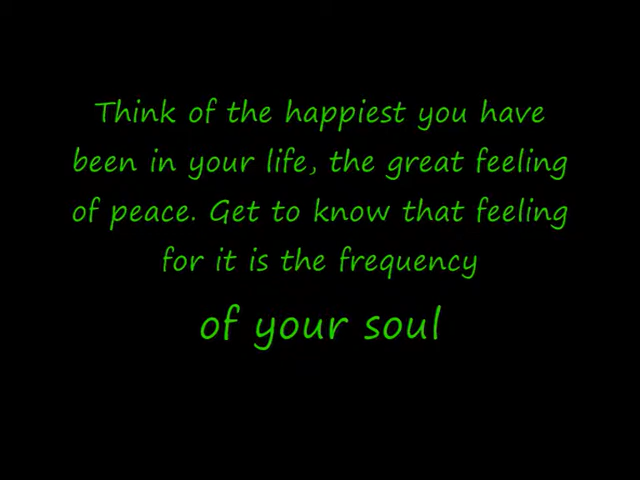 Think of the happiest you have
been in your life, the great feeling
of peace. Get to know that feeling
for it is the frequency
of your soul